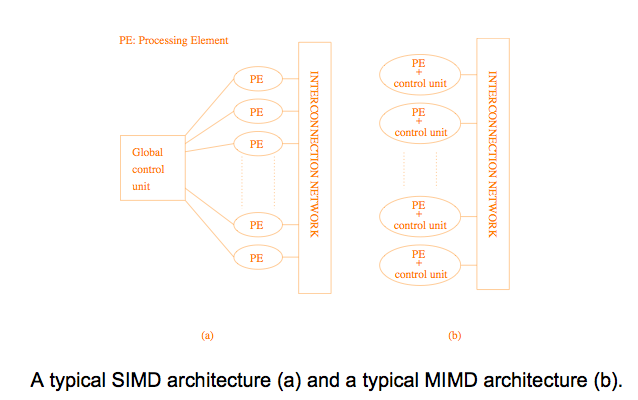 PE: Processing Element
Global
control
unit
PE
PE
PE
PE
PE
INTERCONNECTION NETWORK
(a)
PE
+
control unit
PE
+
control unit
PE
+
control unit
PE
+
control unit
INTERCONNECTION NETWORK
(b)
A typical SIMD architecture (a) and a typical MIMD architecture (b).